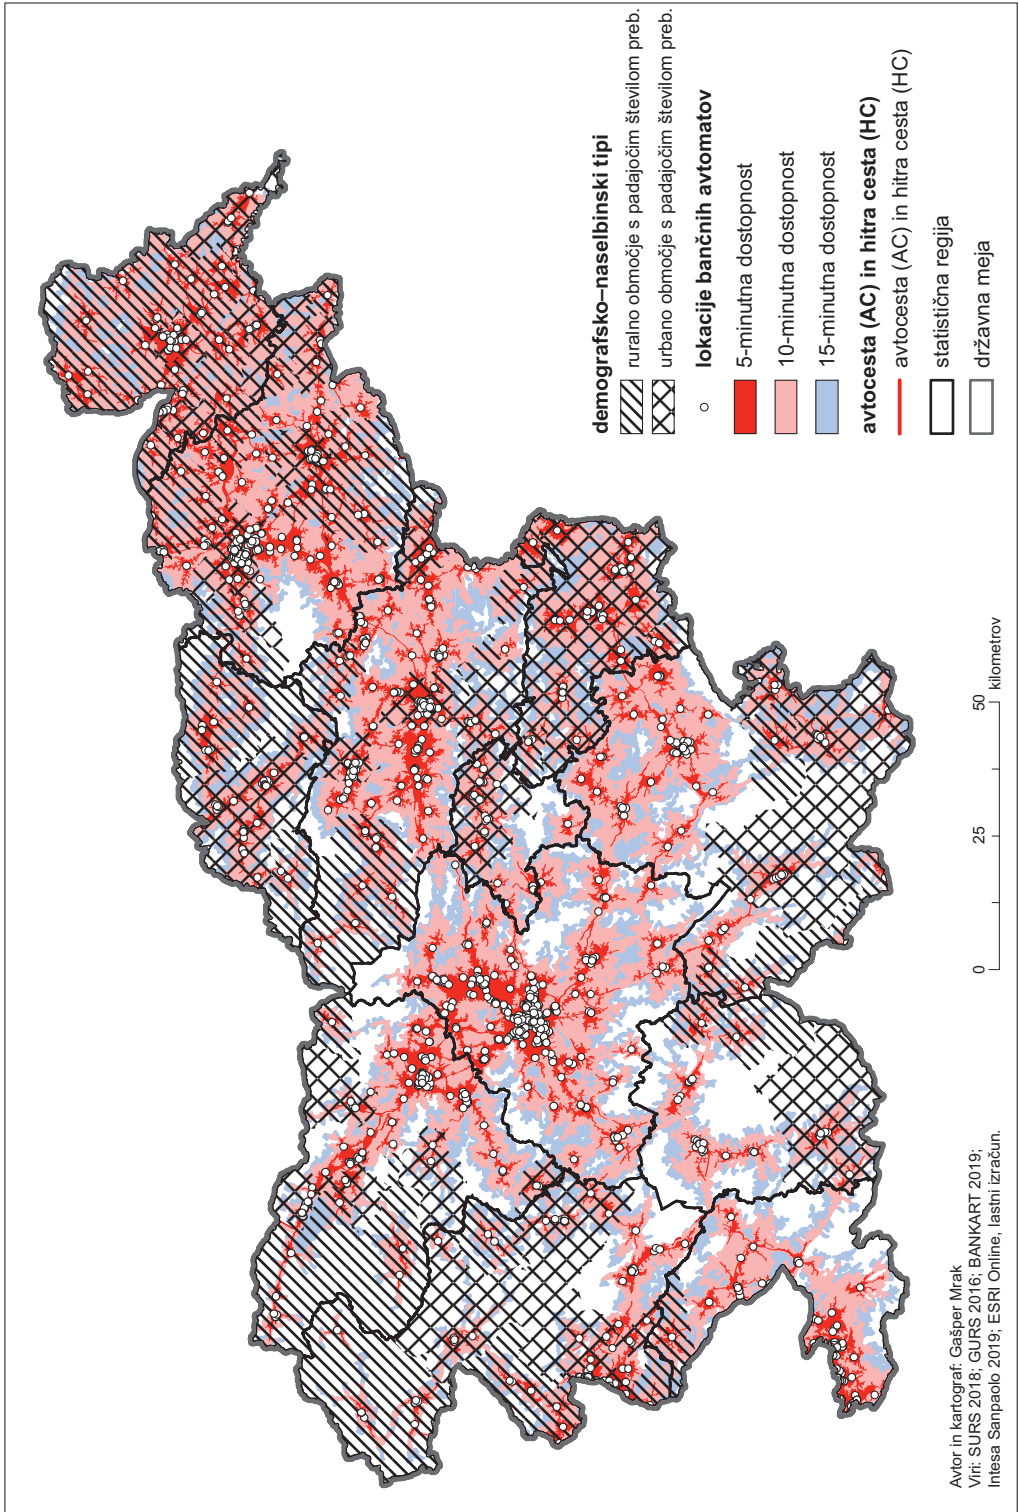 demografsko–naselbinski tipi
ruralno območje s padajočim številom preb.
urbano območje s padajočim številom preb.
lokacije bančnih avtomatov
5-minutna dostopnost
10-minutna dostopnost
15-minutna dostopnost
avtocesta (AC) in hitra cesta (HC)
avtocesta (AC) in hitra cesta (HC)
statistična regija
državna meja
0 25 50 kilometrov
Avtor in kartograf: Gašper Mrak
Viri: SURS 2018; GURS 2016; BANKART 2019;
Intesa Sanpaolo 2019; ESRI Online, lastni izračun.